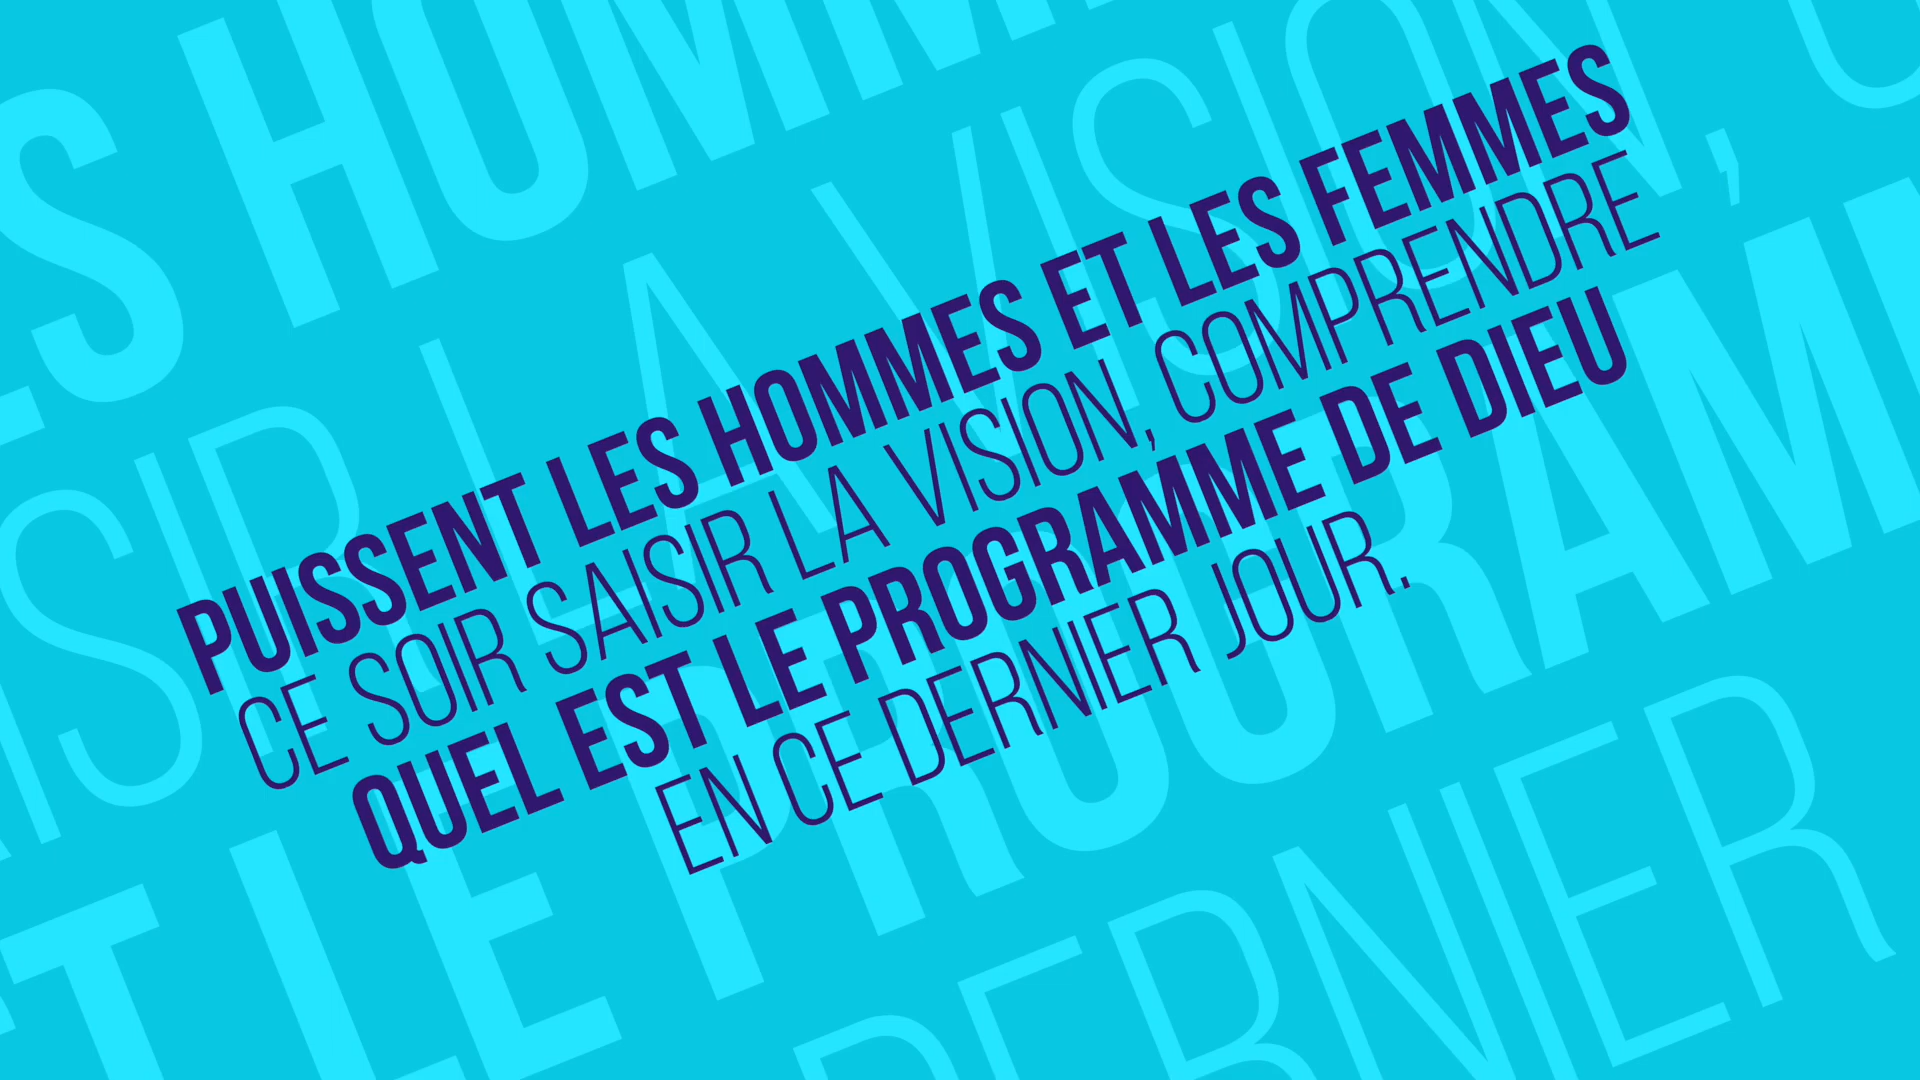 PUISSENT LES HOMMES ET LES FEMMES
CE SOIR SAISIR LA VISION, COMPRENDRE
QUEL EST LE PROGRAMME DE DIEU
EN CE DERNIER JOUR.